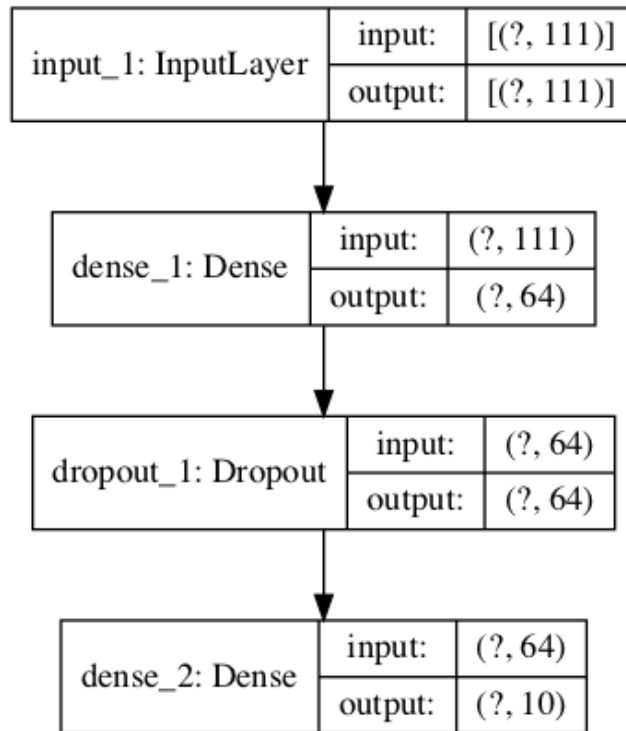 input_1: InputLayer
input: [(?, 111)]
output: [(?, 111)]
dense_1: Dense
input: (?, 111)
output: (?, 64)
dropout_1: Dropout
input: (?, 64)
output: (?, 64)
dense_2: Dense
input: (?, 64)
output: (?, 10)